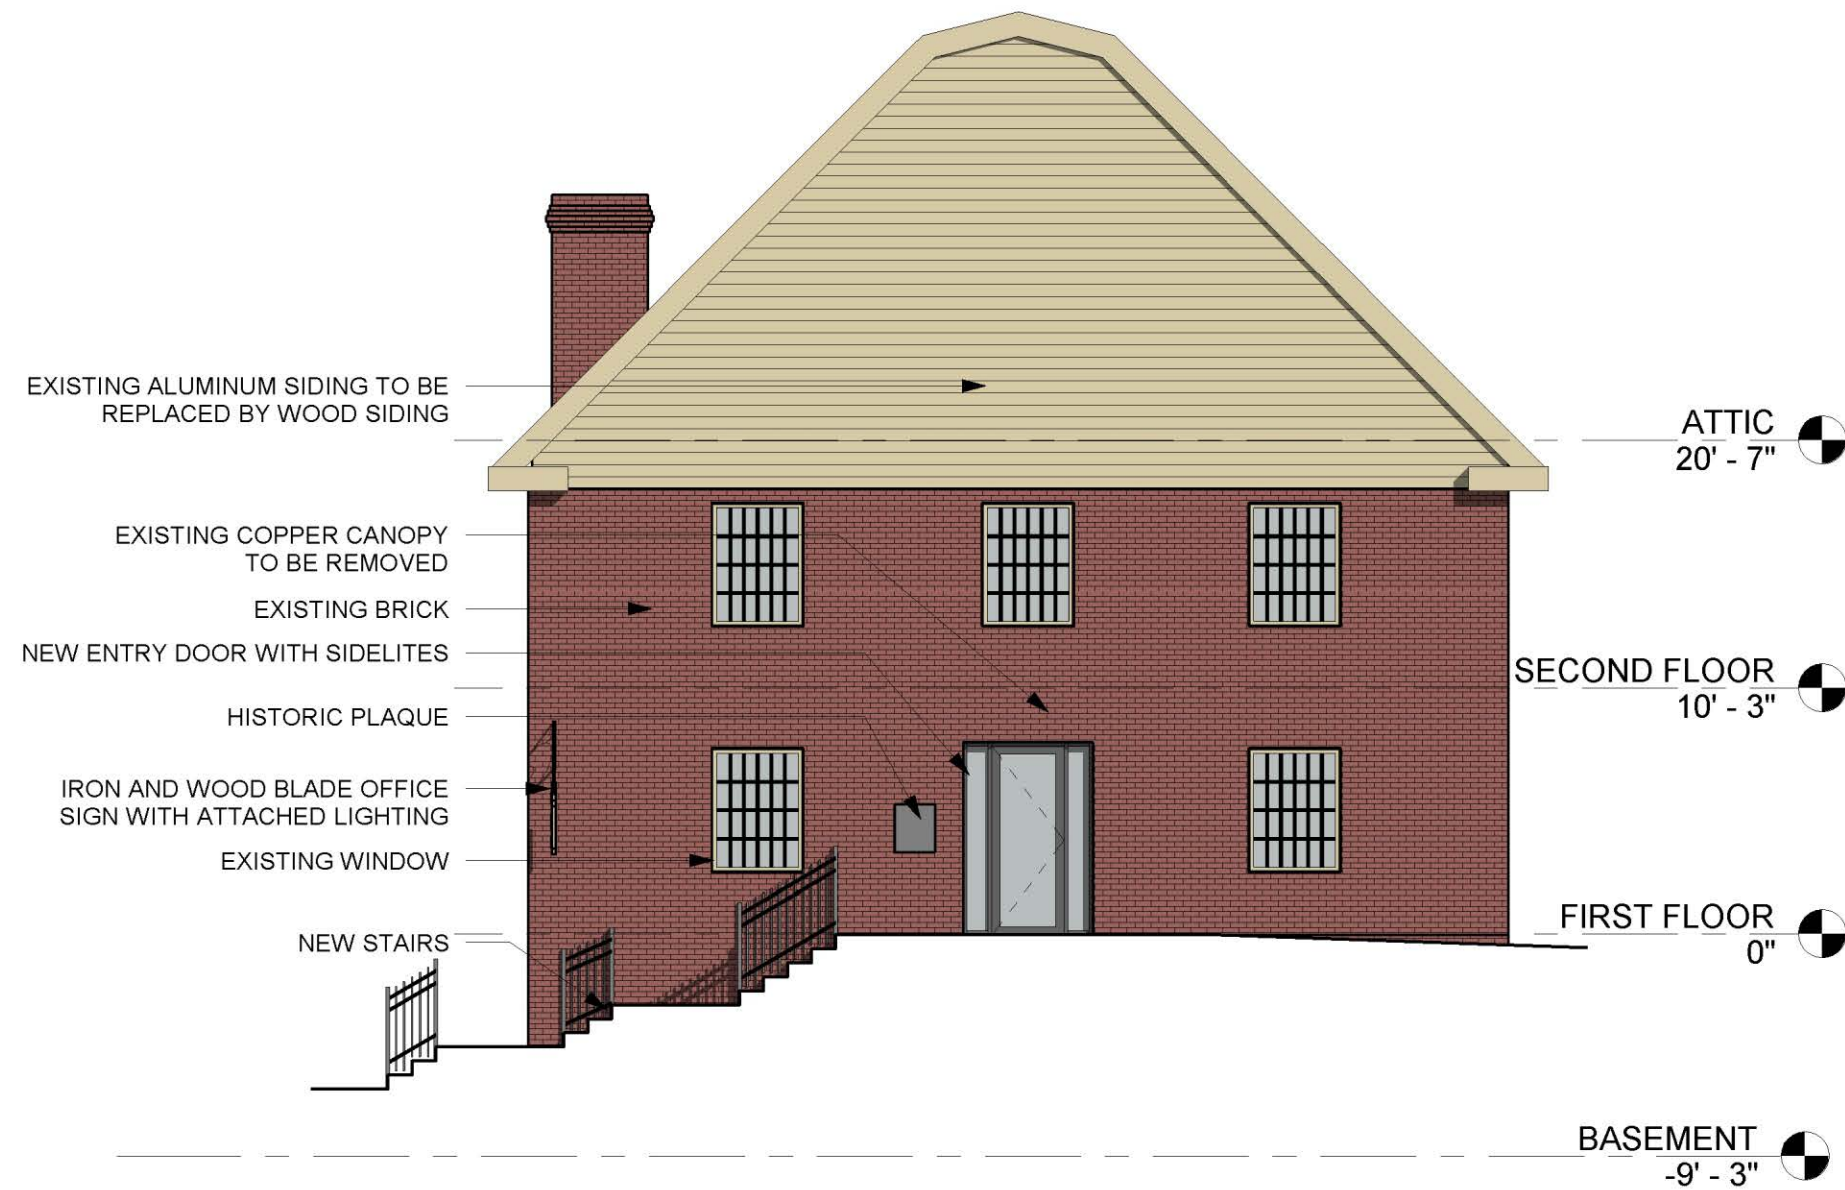 EXISTING ALUMINUM SIDING TO BE
REPLACED BY WOOD SIDING
ATTIC
20' - 7"
EXISTING COPPER CANOPY
TO BE REMOVED
EXISTING BRICK
NEW ENTRY DOOR WITH SIDELITES
SECOND FLOOR
10' - 3"
HISTORIC PLAQUE
IRON AND WOOD BLADE OFFICE
SIGN WITH ATTACHED LIGHTING
EXISTING WINDOW
FIRST FLOOR
0"
NEW STAIRS
BASEMENT
-9' - 3"